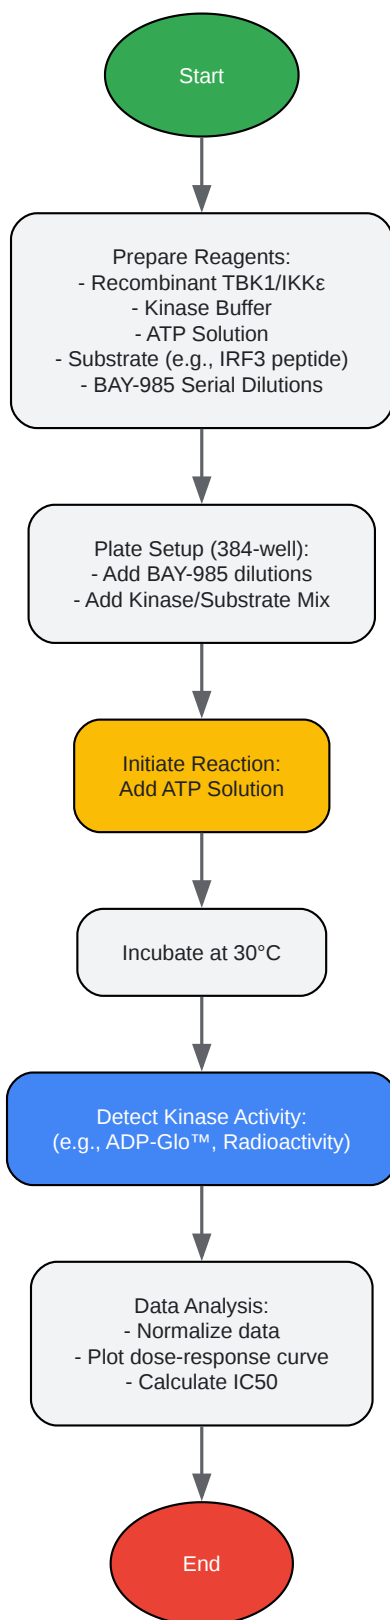 Start
Prepare Reagents:
- Recombinant TBK1/IKKε
- Kinase Buffer
- ATP Solution
- Substrate (e.g., IRF3 peptide)
- BAY-985 Serial Dilutions
Plate Setup (384-well):
- Add BAY-985 dilutions
- Add Kinase/Substrate Mix
Initiate Reaction:
Add ATP Solution
Incubate at 30°C
Detect Kinase Activity:
(e.g., ADP-Glo™, Radioactivity)
Data Analysis:
- Normalize data
- Plot dose-response curve
- Calculate IC50
End